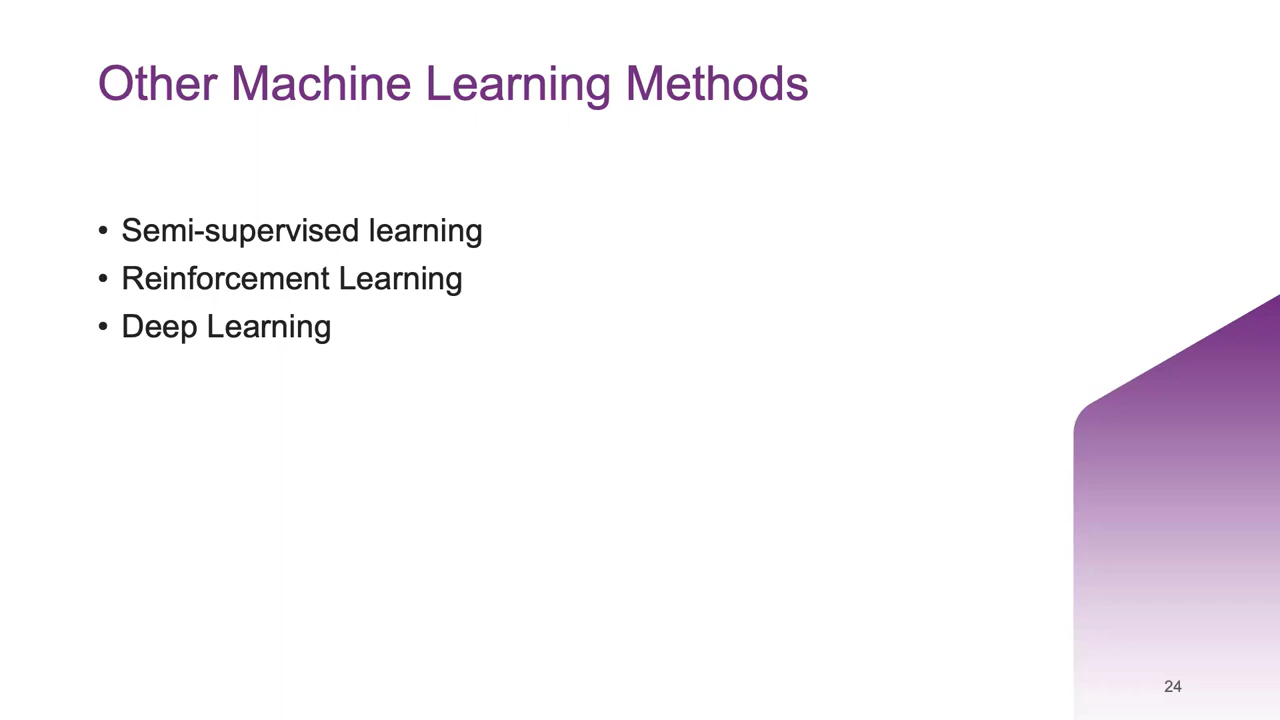 Other Machine Learning Methods
• Semi-supervised learning
• Reinforcement Learning
• Deep Learning
24